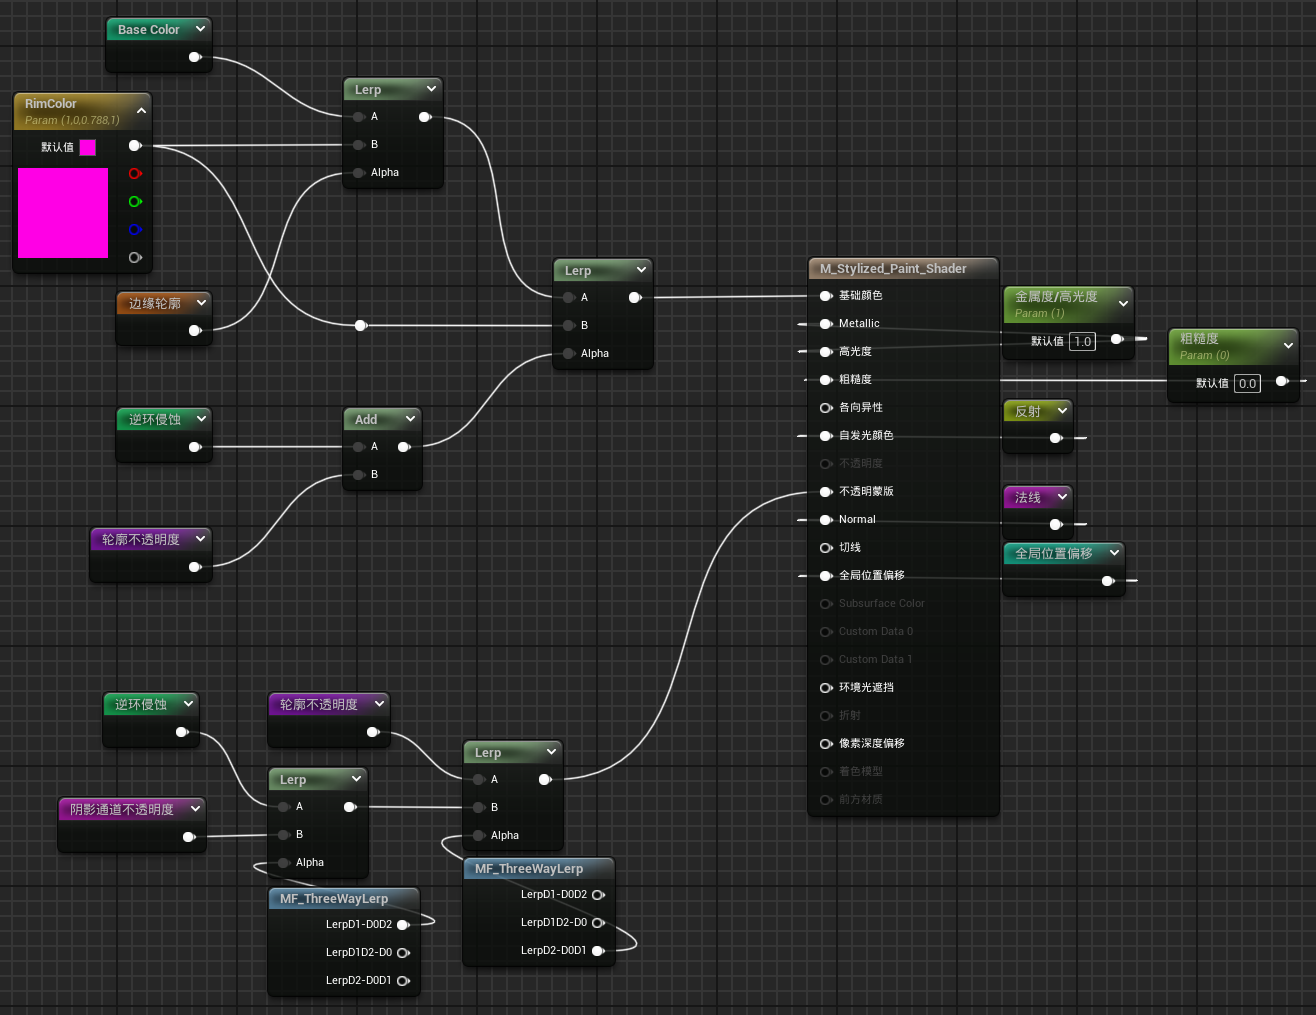 Base Color
RimColor
Param (1,0,0.788,1)
默认值
Lerp
A
B
Alpha
边缘轮廓
Lerp
A
B
Alpha
逆环侵蚀
Add
A
B
轮廓不透明度
M_Stylized_Paint_Shader
基础颜色
Metallic
高光度
粗糙度
各向异性
自发光颜色
不透明度
不透明蒙版
Normal
切线
全局位置偏移
Subsurface Color
Custom Data 0
Custom Data 1
环境光遮挡
折射
像素深度偏移
着色模型
前方材质
金属度/高光度
Param (1)
默认值 1.0
粗糙度
Param (0)
默认值 0.0
反射
法线
全局位置偏移
逆环侵蚀
轮廓不透明度
Lerp
A
B
Alpha
阴影通道不透明度
Lerp
A
B
Alpha
MF_ThreeWayLerp
LerpD1-D0D2
LerpD1D2-D0
LerpD2-D0D1
MF_ThreeWayLerp
LerpD1-D0D2
LerpD1D2-D0
LerpD2-D0D1